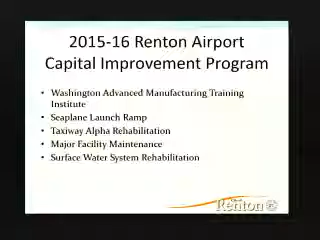 2015-16 Renton Airport
Capital Improvement Program
• Washington Advanced Manufacturing Training
Institute
• Seaplane Launch Ramp
• Taxiway Alpha Rehabilitation
• Major Facility Maintenance
• Surface Water System Rehabilitation
Renton